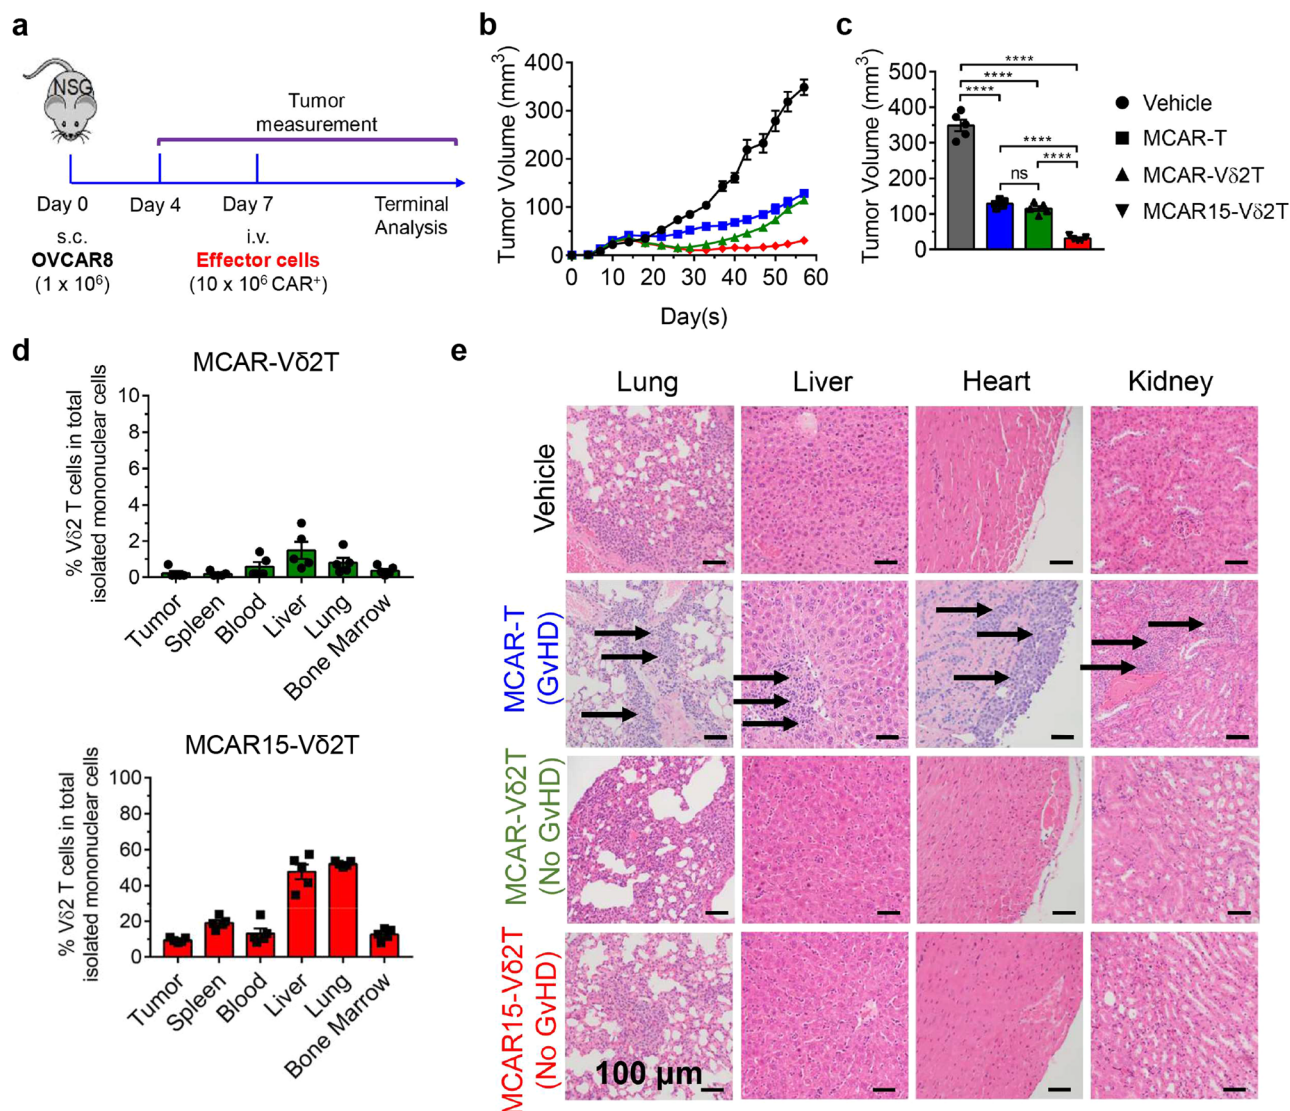 a
NSG
Tumor
measurement
Day 0
Day 4
Day 7
Terminal
Analysis
s.c.
OVCAR8
(1 x 10⁶)
i.v.
Effector cells
(10 x 10⁶ CAR⁺)
b
Tumor Volume (mm³)
400
300
200
100
0
0 10 20 30 40 50 60
Day(s)
c
Tumor Volume (mm³)
500
400
300
200
100
0
****
****
****
****
****
ns
Vehicle
MCAR-T
MCAR-Vδ2T
MCAR15-Vδ2T
d
MCAR-Vδ2T
% Vδ2 T cells in total
isolated mononuclear cells
10
8
6
4
2
0
Tumor
Spleen
Blood
Liver
Lung
Bone Marrow
MCAR15-Vδ2T
% Vδ2 T cells in total
isolated mononuclear cells
100
80
60
40
20
0
Tumor
Spleen
Blood
Liver
Lung
Bone Marrow
e
Lung Liver Heart Kidney
Vehicle
MCAR-T
(GvHD)
MCAR-Vδ2T
(No GvHD)
MCAR15-Vδ2T
(No GvHD)
100 µm